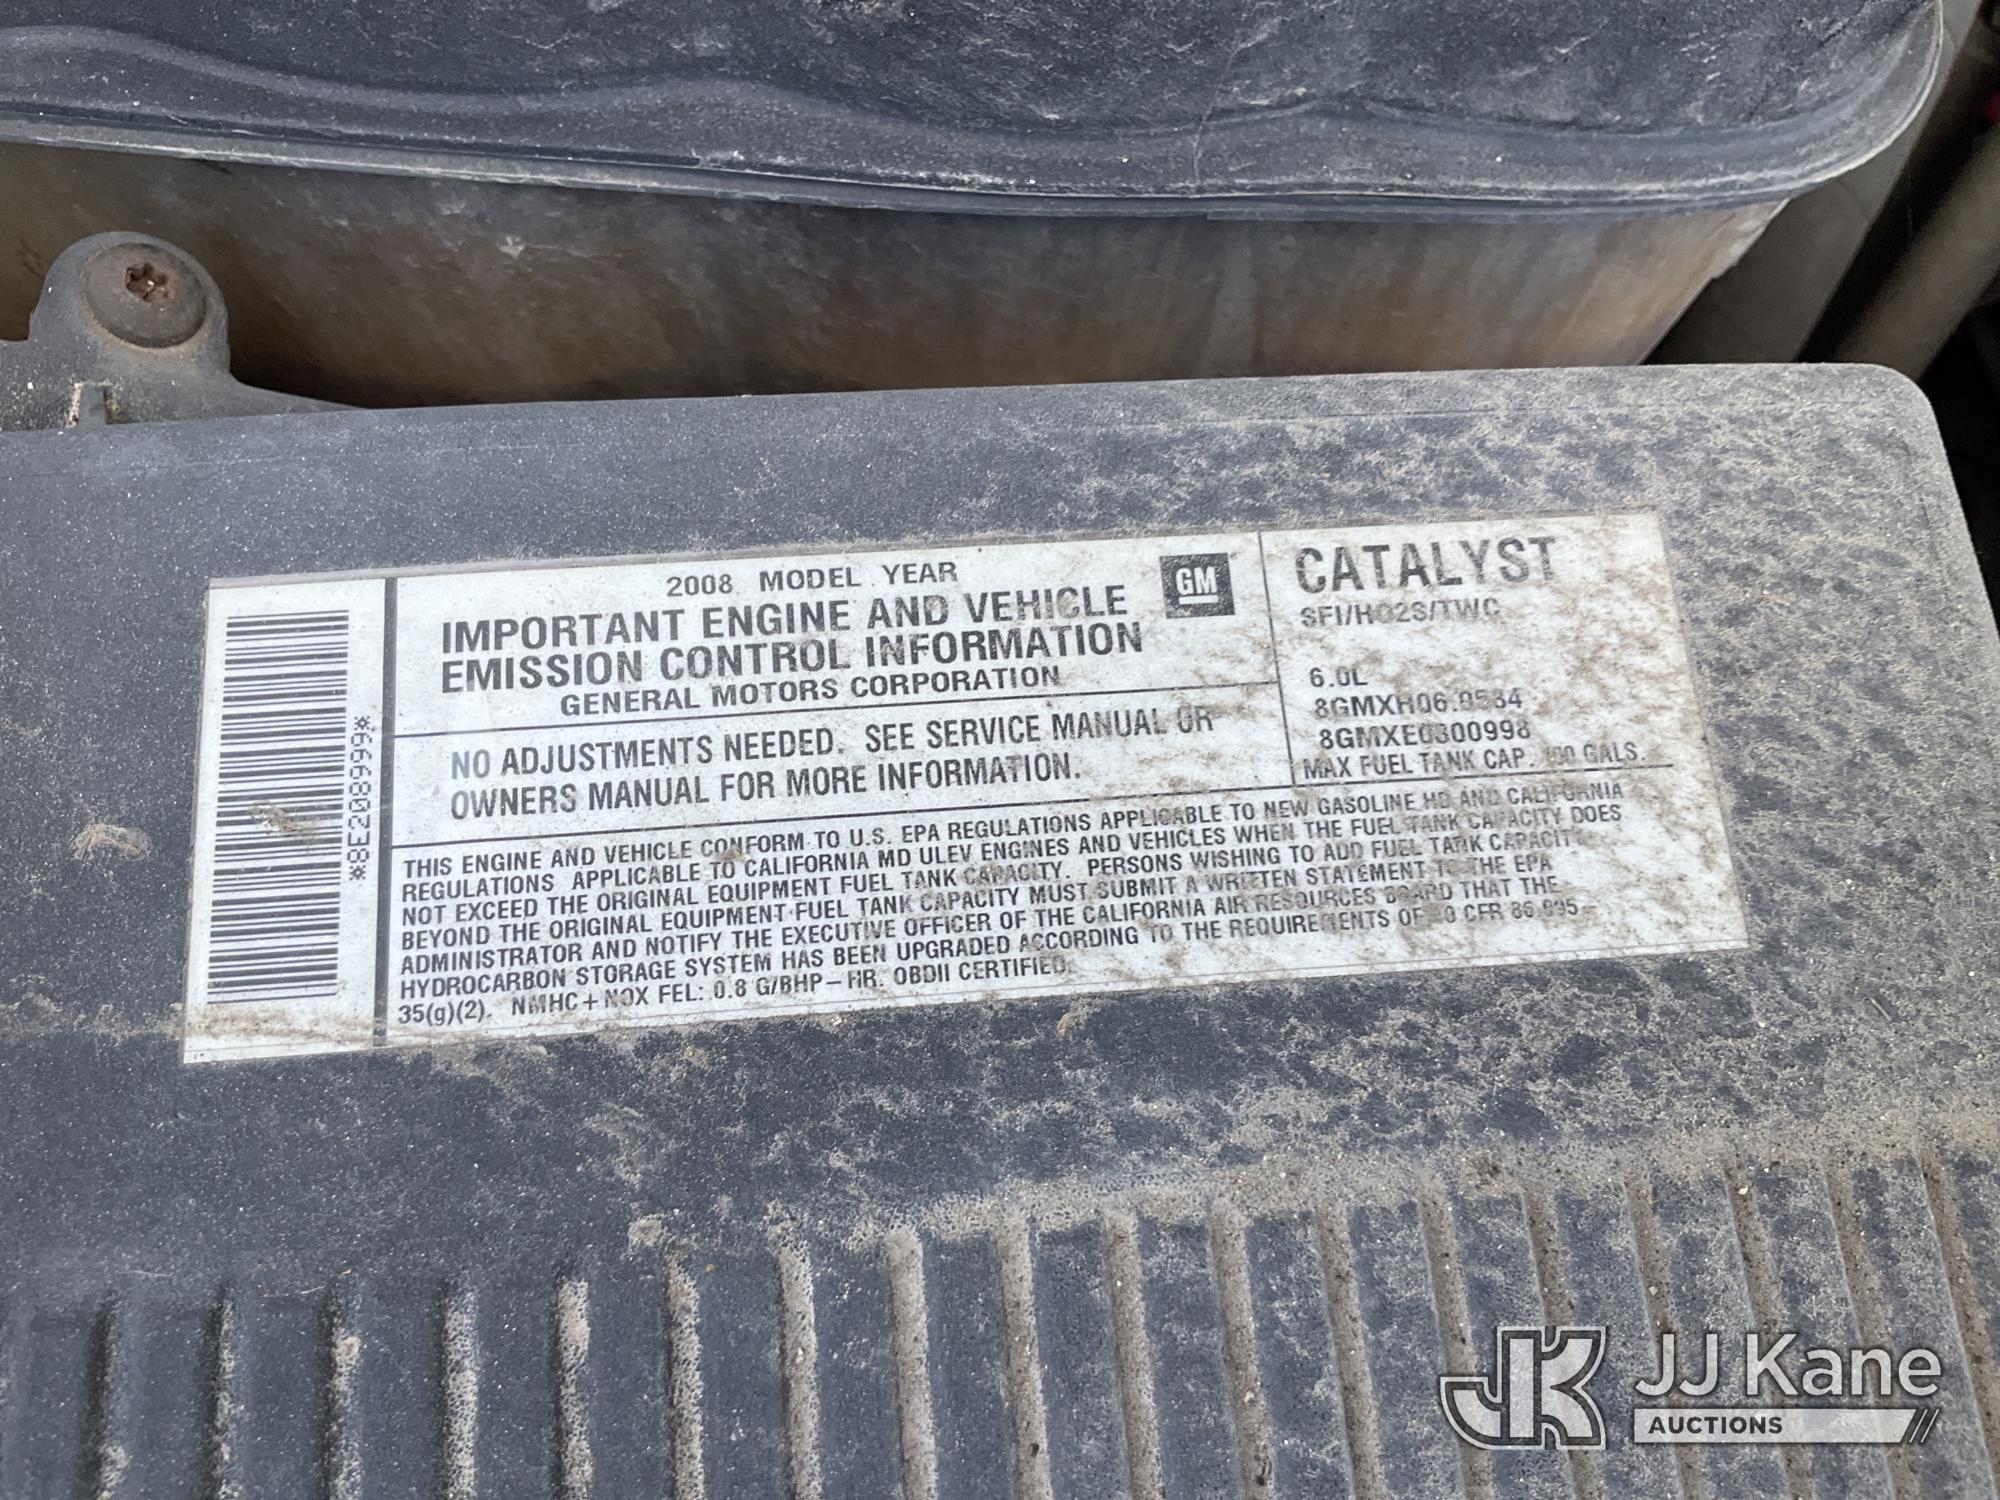 2008 MODEL YEAR
IMPORTANT ENGINE AND VEHICLE
EMISSION CONTROL INFORMATION
GENERAL MOTORS CORPORATION
GM
NO ADJUSTMENTS NEEDED. SEE SERVICE MANUAL OR
OWNERS MANUAL FOR MORE INFORMATION.
CATALYST
SFI/HO2S/TWC
6.0L
8GMXE0300998
MAX FUEL TANK CAP. GALS.
THIS ENGINE AND VEHICLE CONFORM TO U.S. EPA REGULATIONS APPLICABLE TO NEW GASOLINE HD AND CALIFORNIA
REGULATIONS APPLICABLE TO CALIFORNIA MD ULEV ENGINES AND VEHICLES WHEN THE FUEL TANK CAPACITY DOES
NOT EXCEED THE ORIGINAL EQUIPMENT FUEL TANK CAPACITY. PERSONS WISHING TO ADD FUEL TANK CAPACITY
BEYOND THE ORIGINAL EQUIPMENT FUEL TANK CAPACITY MUST SUBMIT A WRITTEN STATEMENT TO THE EPA
ADMINISTRATOR AND NOTIFY THE EXECUTIVE OFFICER OF THE CALIFORNIA AIR RESOURCES BOARD THAT THE
HYDROCARBON STORAGE SYSTEM HAS BEEN UPGRADED ACCORDING TO THE REQUIREMENTS OF CFR
35(g)(2). NMHC+NOX FEL: 0.8 G/BHP-HR. OBDII CERTIFIED.
*8E208999*
JK JJ Kane
AUCTIONS